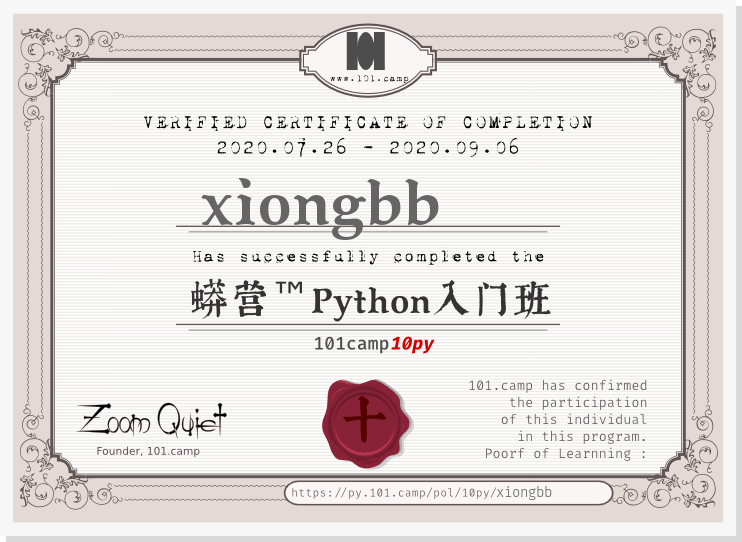 www.101.camp
VERIFIED CERTIFICATE OF COMPLETION
2020.07.26 - 2020.09.06
xiongbb
Has successfully completed the
蟒营™Python入门班
101camp10py
十
101.camp has confirmed
the participation
of this individual
in this program.
Poorf of Learnning :
Zoom Quiet
Founder, 101.camp
https://py.101.camp/pol/10py/xiongbb